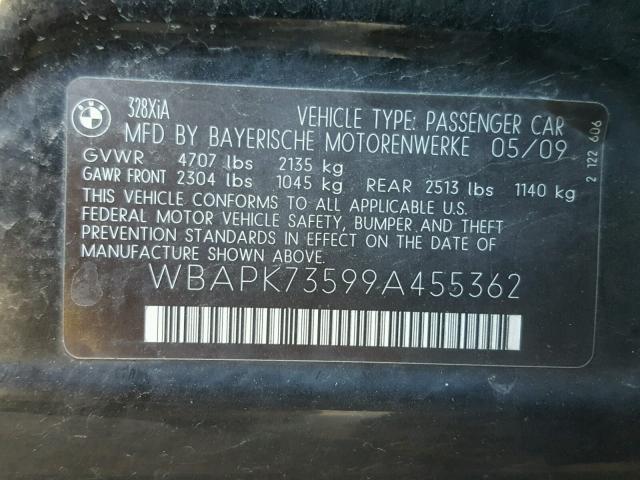 BMW
328XiA
VEHICLE TYPE: PASSENGER CAR
MFD BY BAYERISCHE MOTORENWERKE 05/09
GVWR 4707 lbs 2135 kg
GAWR FRONT 2304 lbs 1045 kg REAR 2513 lbs 1140 kg
THIS VEHICLE CONFORMS TO ALL APPLICABLE U.S.
FEDERAL MOTOR VEHICLE SAFETY, BUMPER AND THEFT
PREVENTION STANDARDS IN EFFECT ON THE DATE OF
MANUFACTURE SHOWN ABOVE.
WBAPK73599A455362
2 122 606